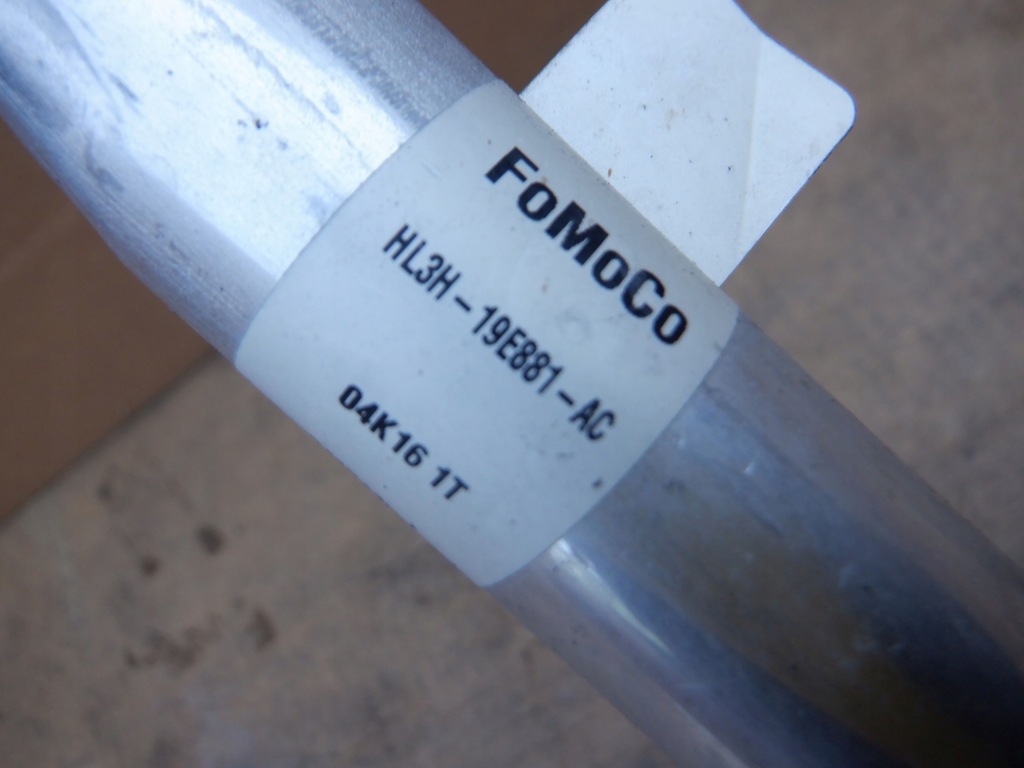 FoMoCo
HL3H-19E881-AC
04K16 1T